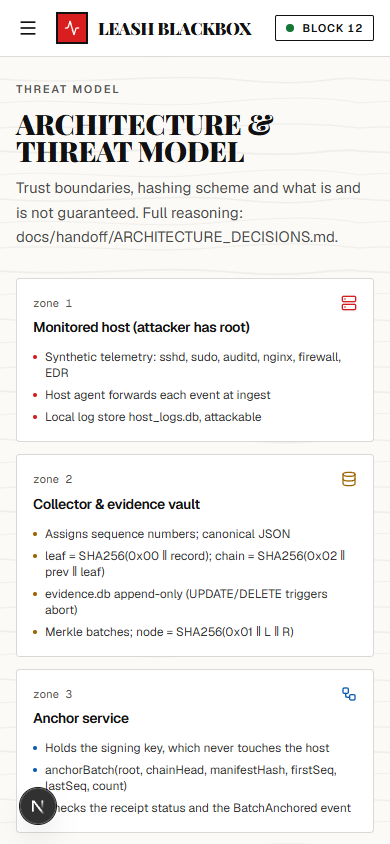 LEASH BLACKBOX
BLOCK 12
THREAT MODEL
ARCHITECTURE &
THREAT MODEL
Trust boundaries, hashing scheme and what is and
is not guaranteed. Full reasoning:
docs/handoff/ARCHITECTURE_DECISIONS.md.
zone 1
Monitored host (attacker has root)
Synthetic telemetry: sshd, sudo, auditd, nginx, firewall,
EDR
Host agent forwards each event at ingest
Local log store host_logs.db, attackable
zone 2
Collector & evidence vault
Assigns sequence numbers; canonical JSON
leaf = SHA256(0x00 ‖ record); chain = SHA256(0x02 ‖
prev ‖ leaf)
evidence.db append-only (UPDATE/DELETE triggers
abort)
Merkle batches; node = SHA256(0x01 ‖ L ‖ R)
zone 3
Anchor service
Holds the signing key, which never touches the host
anchorBatch(root, chainHead, manifestHash, firstSeq,
lastSeq, count)
N
hecks the receipt status and the BatchAnchored event